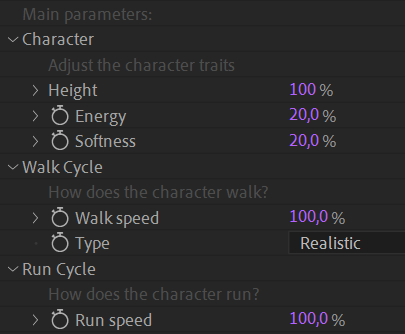 Main parameters:
Character
Adjust the character traits
Height 100 %
Energy 20,0 %
Softness 20,0 %
Walk Cycle
How does the character walk?
Walk speed 100,0 %
Type Realistic
Run Cycle
How does the character run?
Run speed 100,0 %